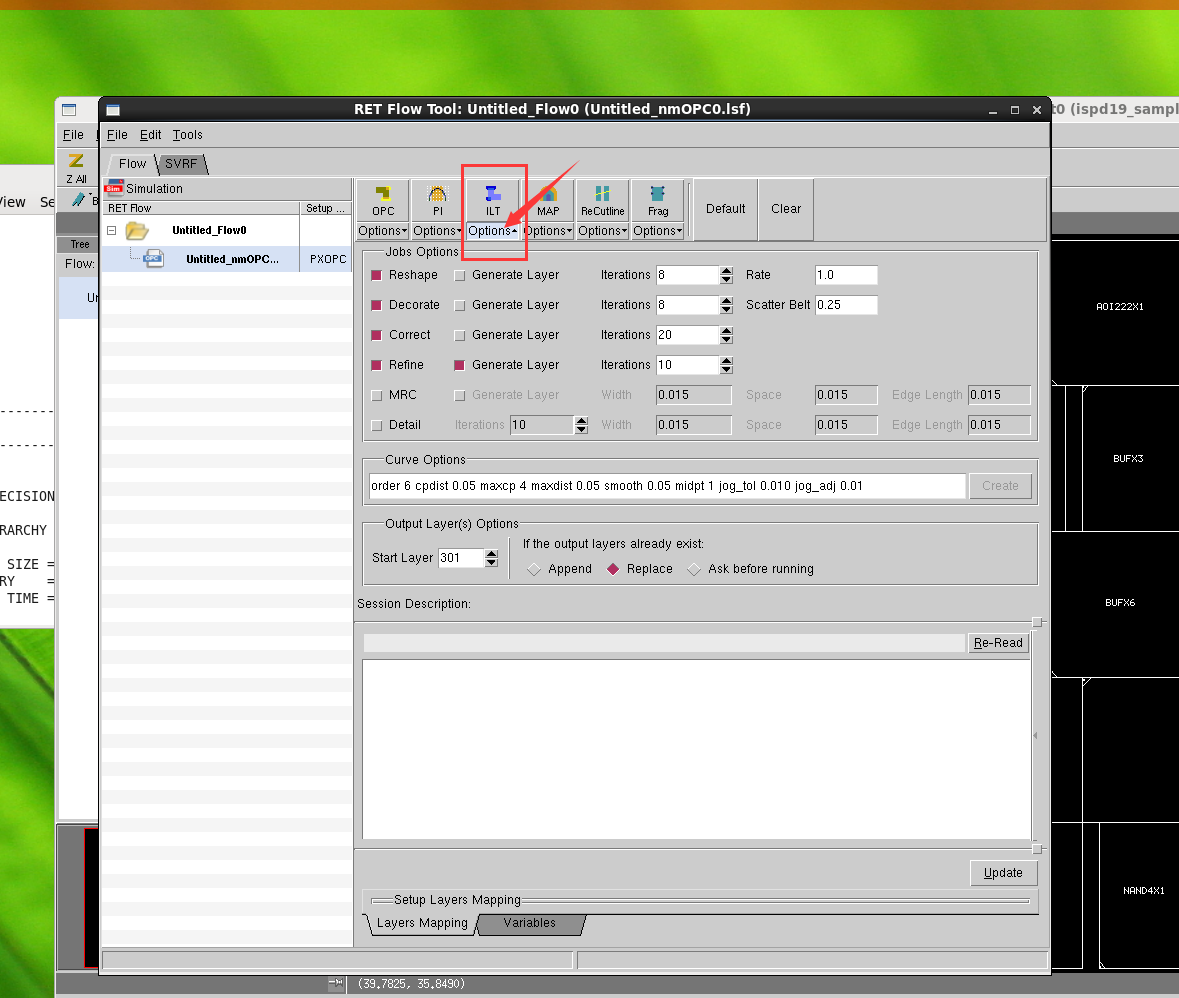 RET Flow Tool: Untitled_Flow0 (Untitled_nmOPC0.lsf)
t0 (ispd19_sampl
File
File Edit Tools
Z All
Flow SVRF
Sim Simulation
RET Flow Setup ...
Untitled_Flow0
OPC Untitled_nmOPC... PXOPC
View Se
B
Tree
Flow:
Un
OPC PI ILT MAP ReCutline Frag Default Clear
Options Options Options Options Options Options
Jobs Options
Reshape Generate Layer Iterations 8 Rate 1.0
Decorate Generate Layer Iterations 8 Scatter Belt 0.25
Correct Generate Layer Iterations 20
Refine Generate Layer Iterations 10
MRC Generate Layer Width 0.015 Space 0.015 Edge Length 0.015
Detail Iterations 10 Width 0.015 Space 0.015 Edge Length 0.015
Curve Options
order 6 cpdist 0.05 maxcp 4 maxdist 0.05 smooth 0.05 midpt 1 jog_tol 0.010 jog_adj 0.01 Create
Output Layer(s) Options
Start Layer 301
If the output layers already exist:
Append Replace Ask before running
Session Description:
Re-Read
Update
Setup Layers Mapping
Layers Mapping Variables
----------
----------
ECISION
RARCHY
SIZE =
RY =
TIME =
AOI222X1
BUFX3
BUFX6
NAND4X1
(39.7825, 35.8490)